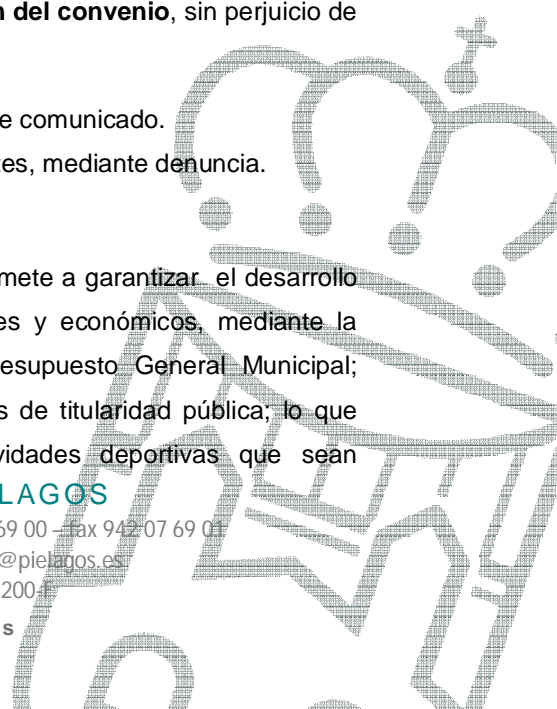 n del convenio, sin perjuicio de
e comunicado.
tes, mediante denuncia.
mete a garantizar el desarrollo
es y económicos, mediante la
esupuesto General Municipal;
s de titularidad pública; lo que
vidades deportivas que sean
LAGOS
69 00 – fax 942 07 69 01
@pielagos.es
200-F
s